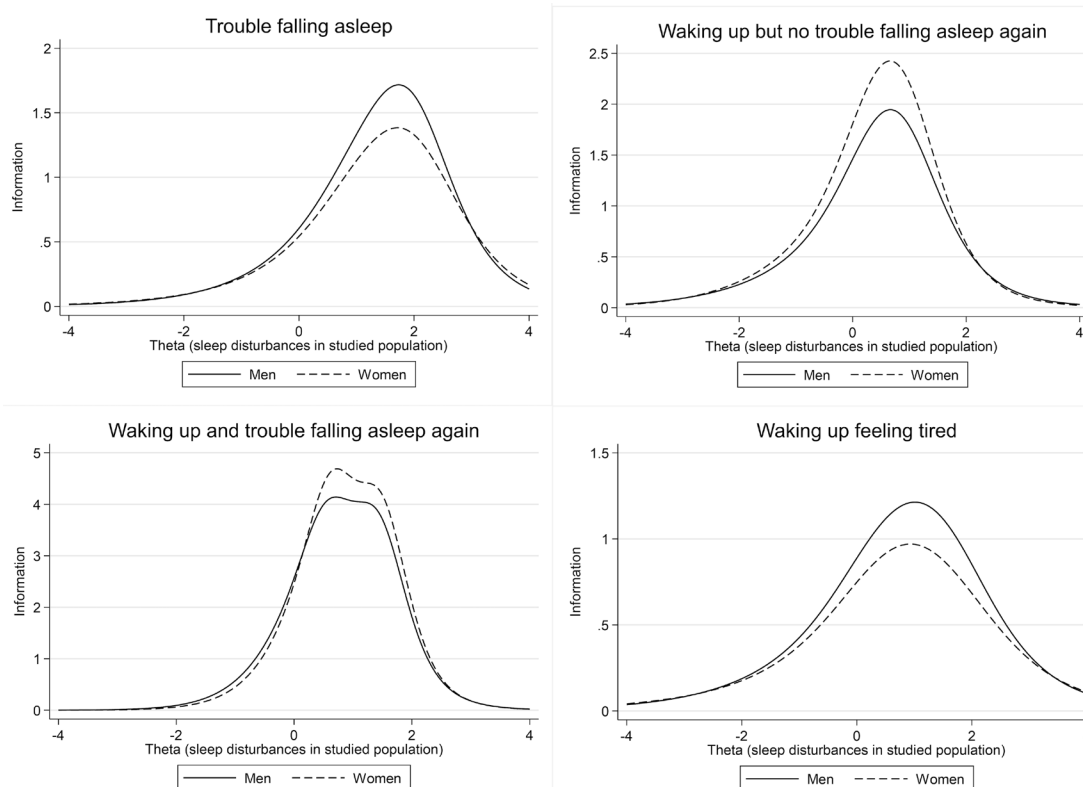 Trouble falling asleep
2
1.5
1
.5
0
Information
-4 -2 0 2 4
Theta (sleep disturbances in studied population)
Men Women
Waking up but no trouble falling asleep again
2.5
2
1.5
1
.5
0
Information
-4 -2 0 2 4
Theta (sleep disturbances in studied population)
Men Women
Waking up and trouble falling asleep again
5
4
3
2
1
0
Information
-4 -2 0 2 4
Theta (sleep disturbances in studied population)
Men Women
Waking up feeling tired
1.5
1
.5
0
Information
-4 -2 0 2
Theta (sleep disturbances in studied population)
Men Women